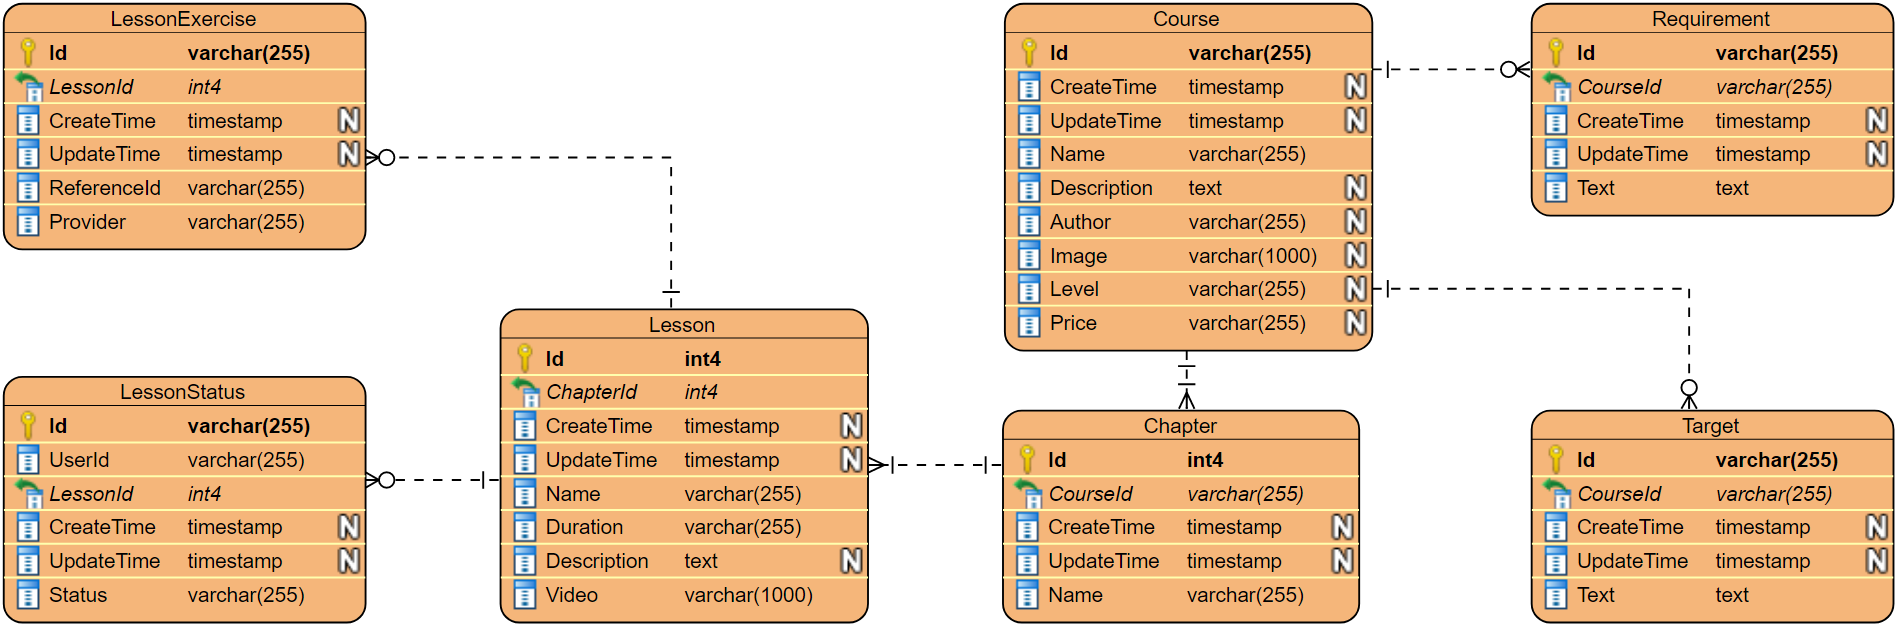 LessonExercise
Id varchar(255)
LessonId int4
CreateTime timestamp N
UpdateTime timestamp N
ReferenceId varchar(255)
Provider varchar(255)
LessonStatus
Id varchar(255)
UserId varchar(255)
LessonId int4
CreateTime timestamp N
UpdateTime timestamp N
Status varchar(255)
Lesson
Id int4
ChapterId int4
CreateTime timestamp N
UpdateTime timestamp N
Name varchar(255)
Duration varchar(255)
Description text N
Video varchar(1000)
Course
Id varchar(255)
CreateTime timestamp N
UpdateTime timestamp N
Name varchar(255)
Description text N
Author varchar(255) N
Image varchar(1000) N
Level varchar(255) N
Price varchar(255) N
Chapter
Id int4
CourseId varchar(255)
CreateTime timestamp N
UpdateTime timestamp N
Name varchar(255)
Requirement
Id varchar(255)
CourseId varchar(255)
CreateTime timestamp N
UpdateTime timestamp N
Text text
Target
Id varchar(255)
CourseId varchar(255)
CreateTime timestamp N
UpdateTime timestamp N
Text text